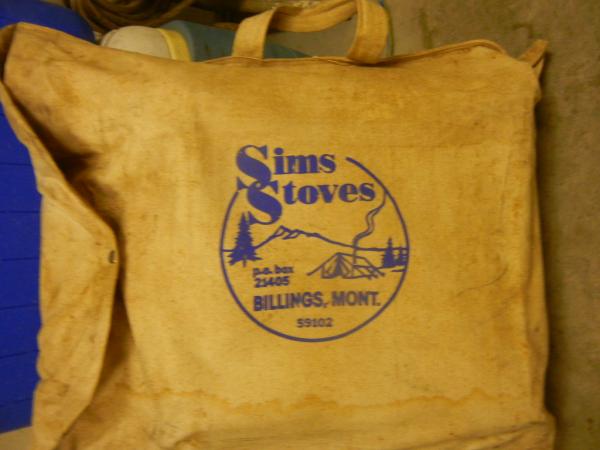 Sims
Stoves
p.o. box
21405
BILLINGS, MONT.
59102